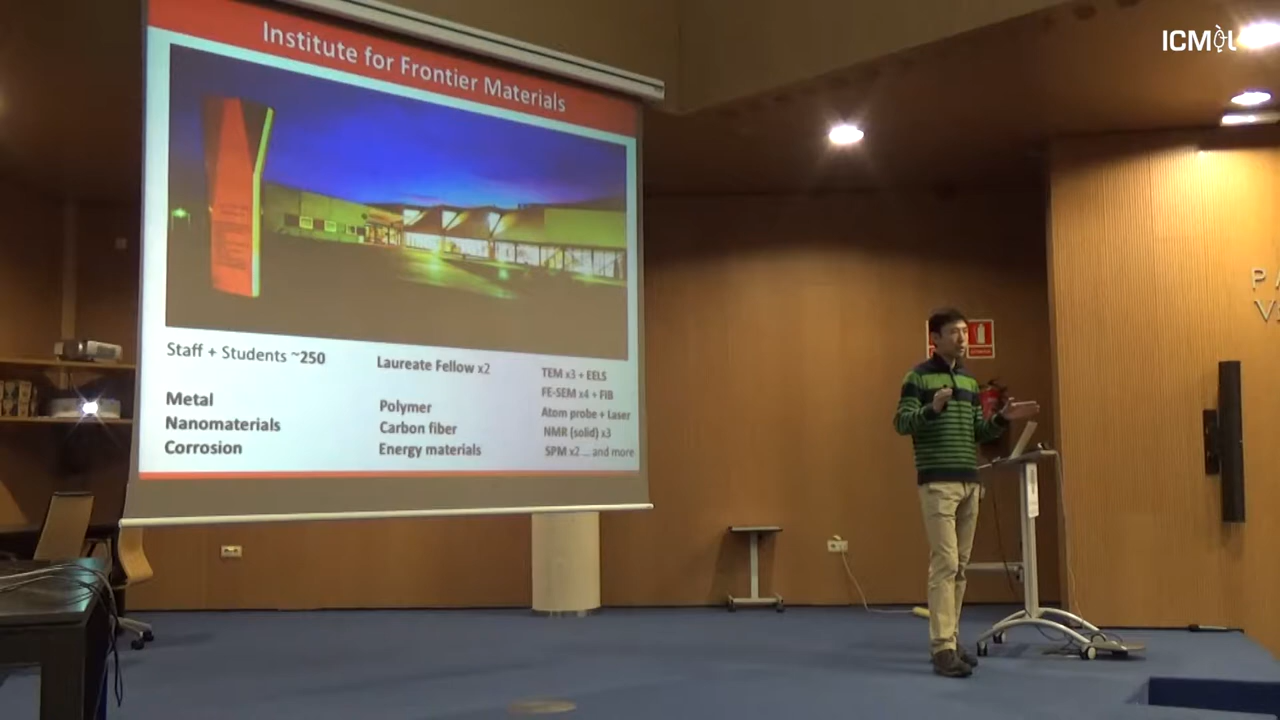 ICMol
Institute for Frontier Materials
Staff + Students ~250
Metal
Nanomaterials
Corrosion
Laureate Fellow x2
Polymer
Carbon fiber
Energy materials
TEM x3 + EELS
FE-SEM x4 + FIB
Atom probe + Laser
NMR (solid) x3
SPM x2 ... and more